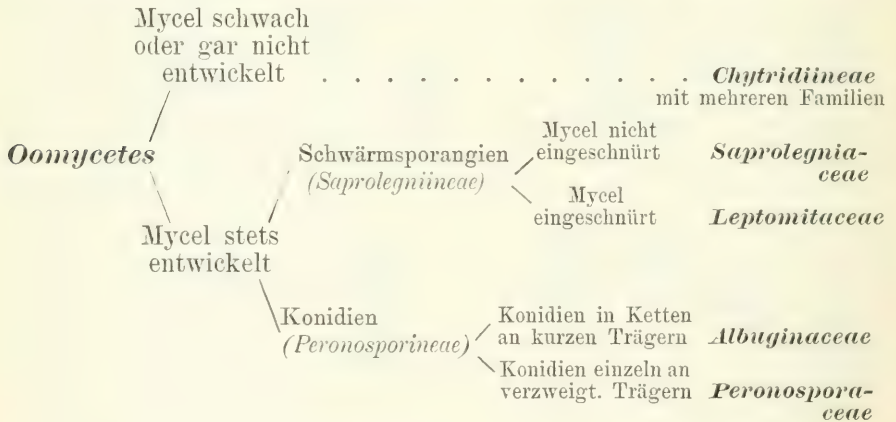 Mycel schwach
oder gar nicht
entwickelt . . . . . . . . . . . . . Chytridiineae
mit mehreren Familien
Oomycetes
Mycel nicht
Schwärmsporangien eingeschnürt Saprolegnia-
(Saprolegniineae) ceae
Mycel
eingeschnürt Leptomitaceae
Mycel stets
entwickelt
Konidien Konidien in Ketten
(Peronosporineae) an kurzen Trägern Albuginaceae
Konidien einzeln an
verzweigt. Trägern Peronospora-
ceae